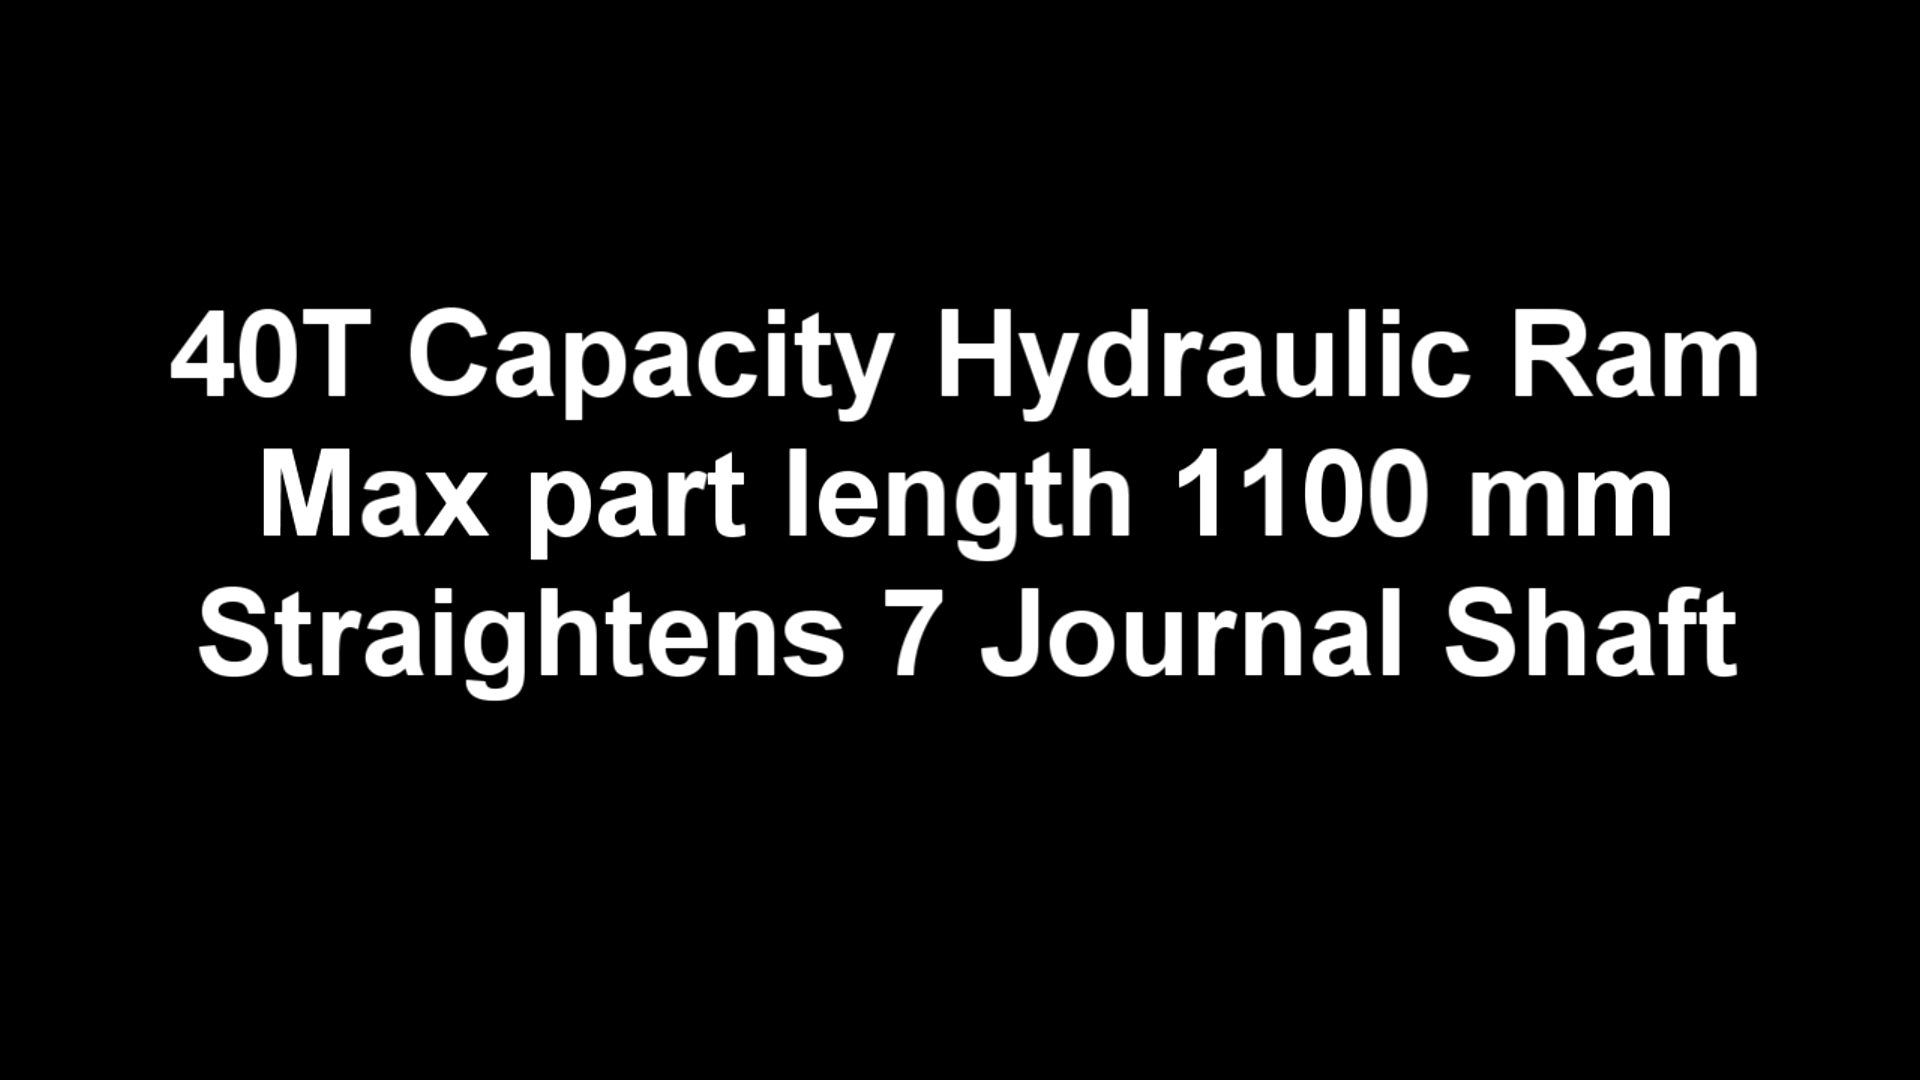 40T Capacity Hydraulic Ram
Max part length 1100 mm
Straightens 7 Journal Shaft